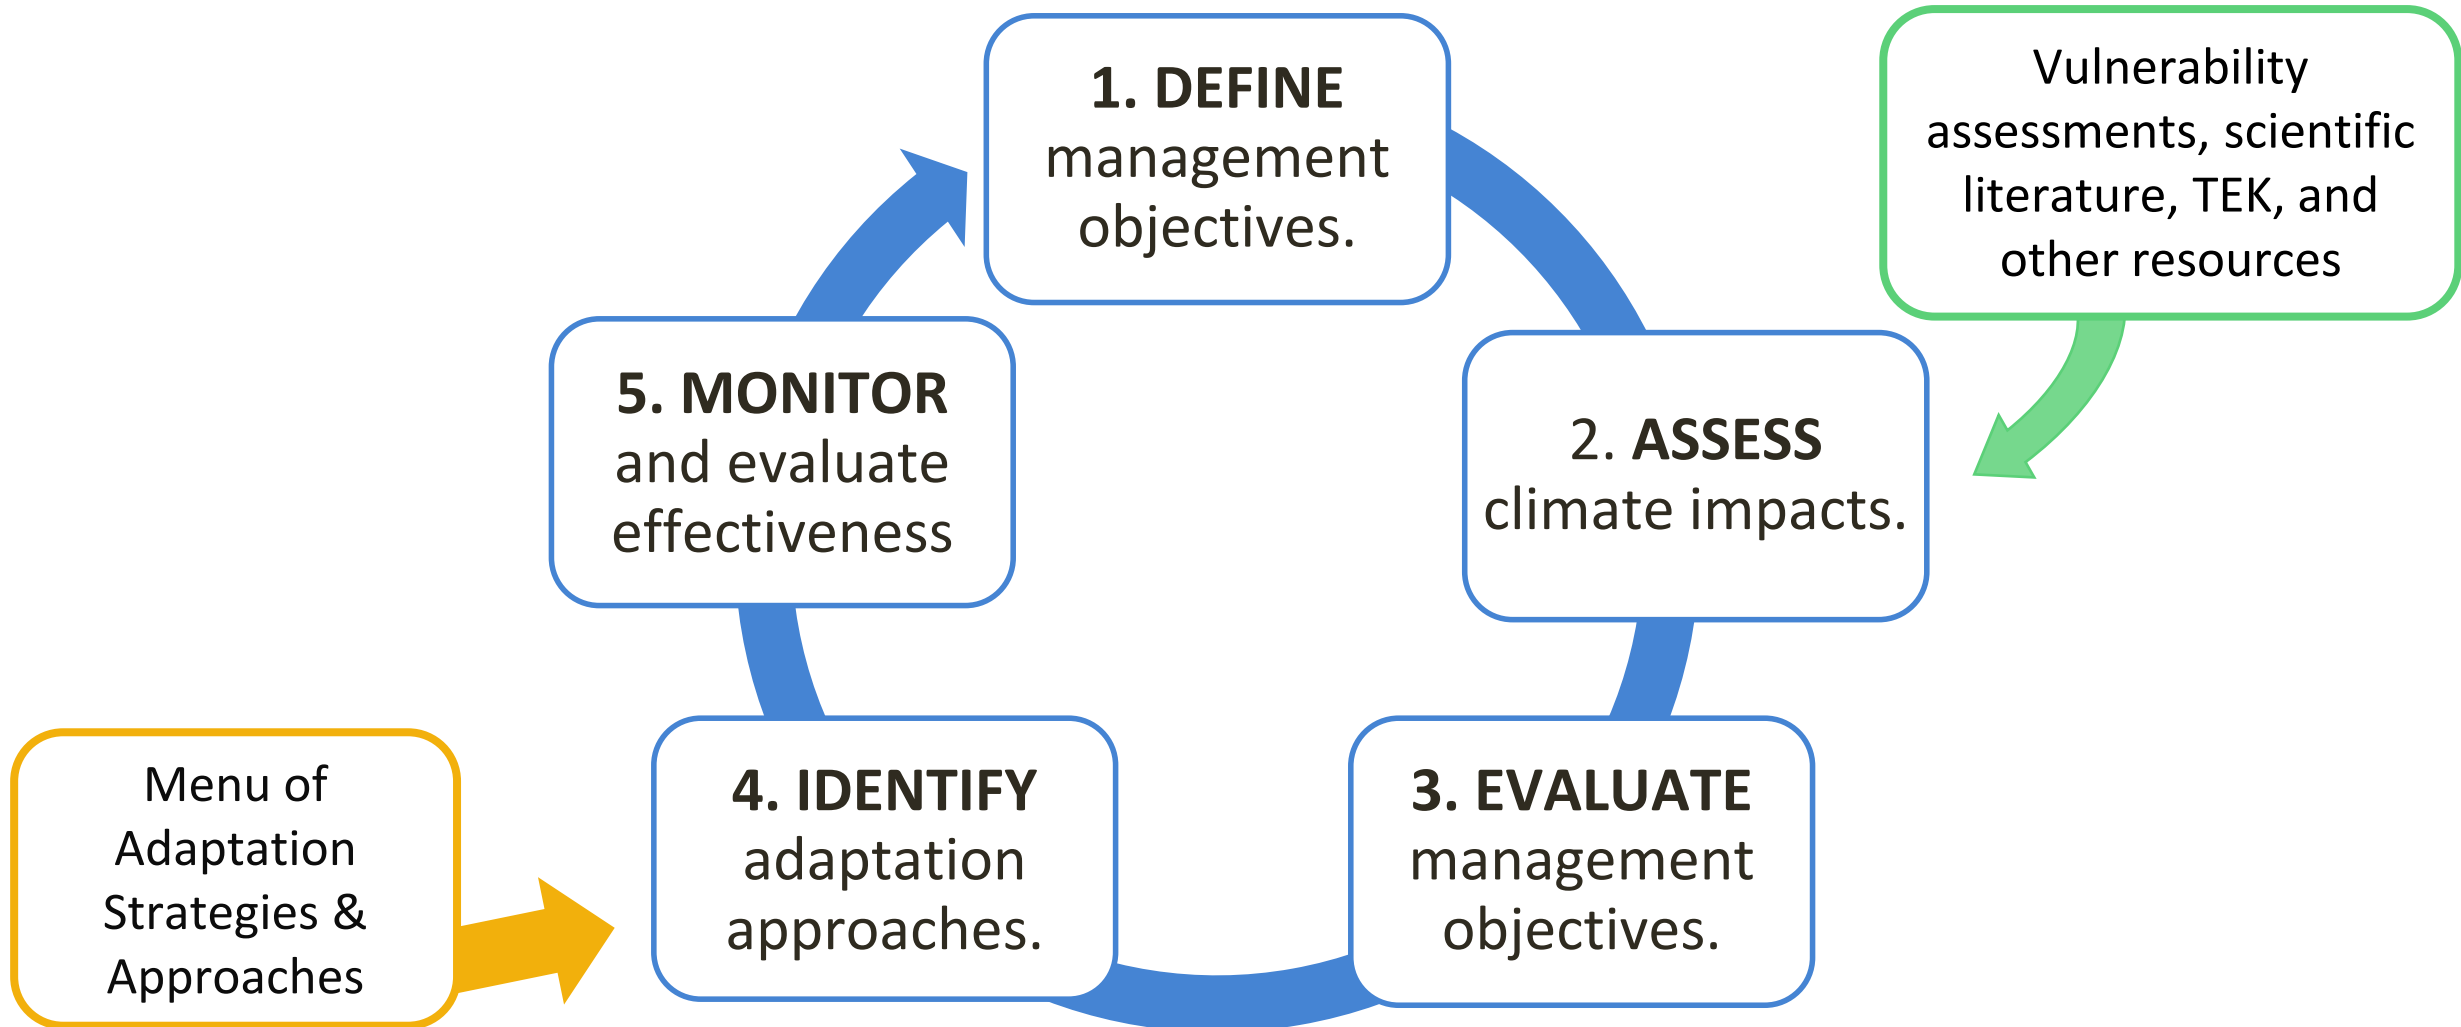 1. DEFINE
management
objectives.
Vulnerability
assessments, scientific
literature, TEK, and
other resources
2. ASSESS
climate impacts.
3. EVALUATE
management
objectives.
4. IDENTIFY
adaptation
approaches.
Menu of
Adaptation
Strategies &
Approaches
5. MONITOR
and evaluate
effectiveness